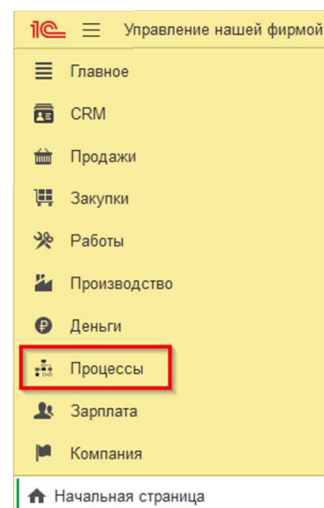 1С Управление нашей фирмой
Главное
CRM
Продажи
Закупки
Работы
Производство
Деньги
Процессы
Зарплата
Компания
Начальная страница